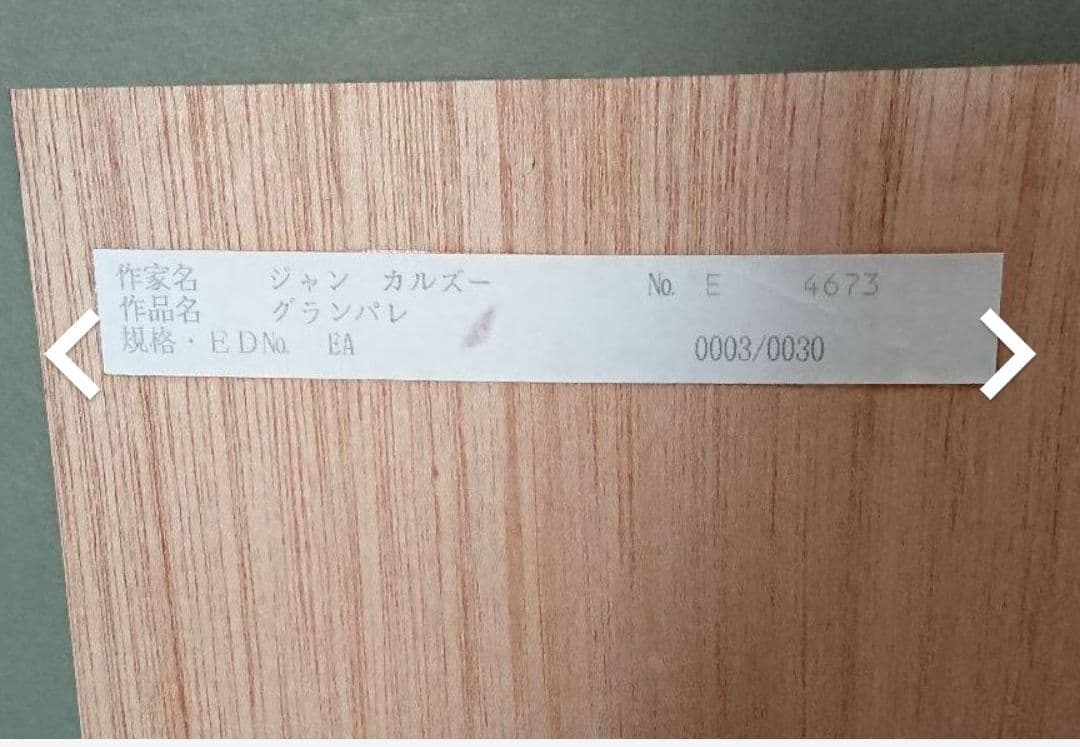 作家名 ジャン カルズー № E 4673
作品名 グランパレ
規格・ED№ EA 0003/0030